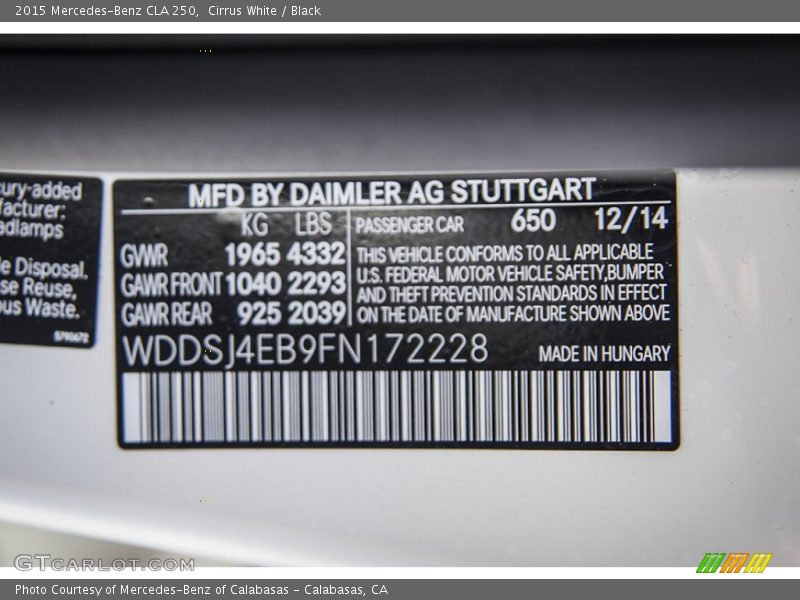 2015 Mercedes-Benz CLA 250,  Cirrus White / Black
ury-added
facturer:
adlamps
le Disposal.
se Reuse,
ous Waste.
MFD BY DAIMLER AG STUTTGART
KG LBS PASSENGER CAR 650 12/14
GWR 1965 4332
GAWR FRONT 1040 2293
GAWR REAR 925 2039
THIS VEHICLE CONFORMS TO ALL APPLICABLE
U.S. FEDERAL MOTOR VEHICLE SAFETY,BUMPER
AND THEFT PREVENTION STANDARDS IN EFFECT
ON THE DATE OF MANUFACTURE SHOWN ABOVE
WDDSJ4EB9FN172228 MADE IN HUNGARY
GTCARLOT.COM
Photo Courtesy of Mercedes-Benz of Calabasas - Calabasas, CA